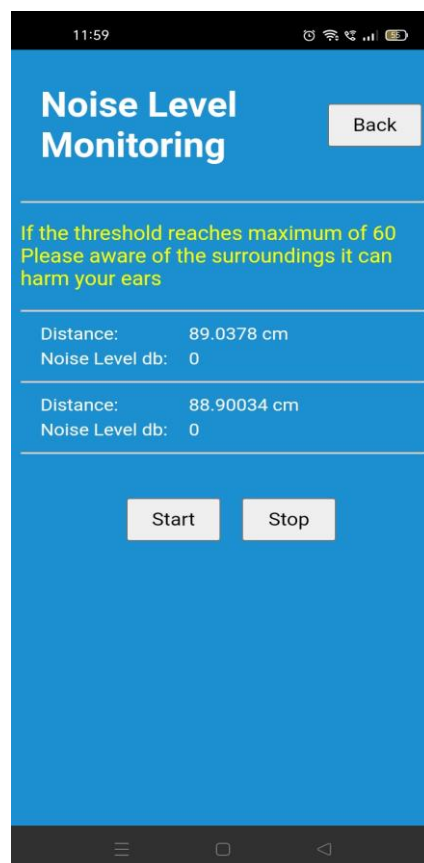 11:59
55
Noise Level
Monitoring
Back
If the threshold reaches maximum of 60
Please aware of the surroundings it can
harm your ears
Distance: 89.0378 cm
Noise Level db: 0
Distance: 88.90034 cm
Noise Level db: 0
Start Stop